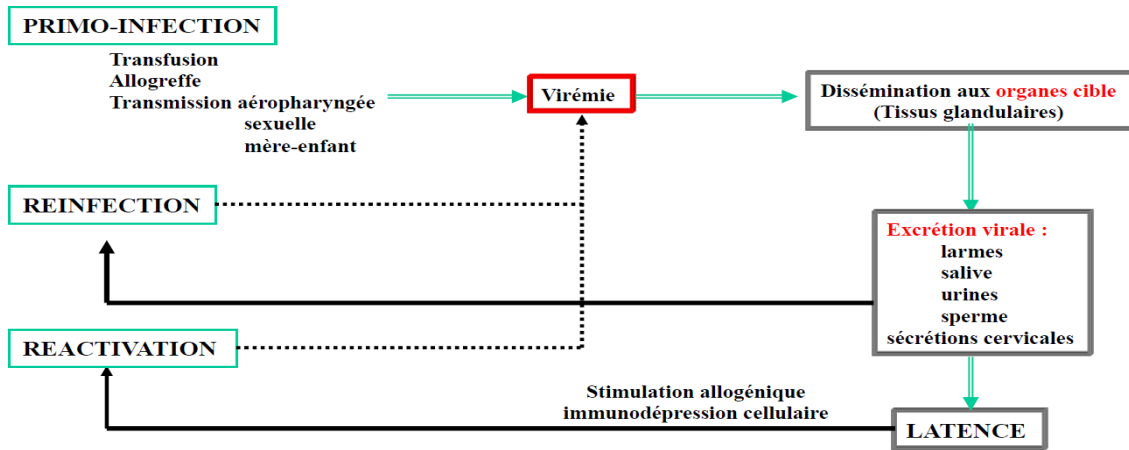 PRIMO-INFECTION
Transfusion
Allogreffe
Transmission aéropharyngée
sexuelle
mère-enfant
Virémie
Dissémination aux organes cible
(Tissus glandulaires)
REINFECTION
Excrétion virale :
larmes
salive
urines
sperme
sécrétions cervicales
REACTIVATION
Stimulation allogénique
immunodépression cellulaire
LATENCE